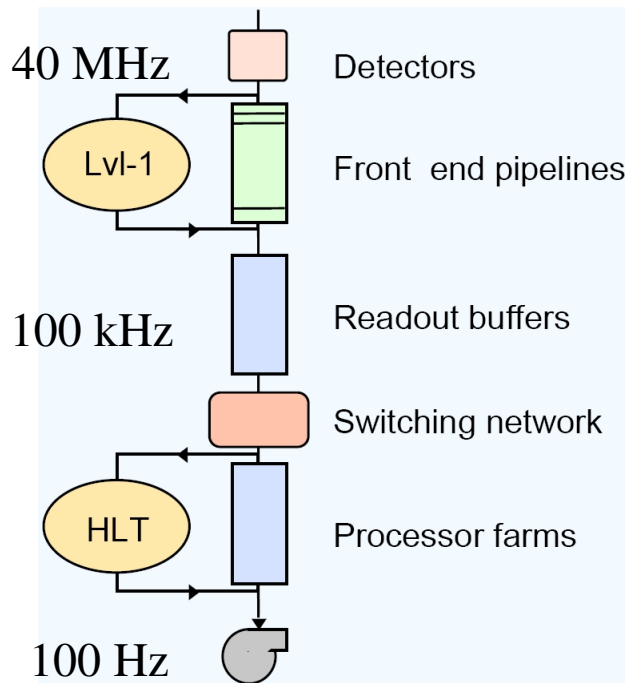 40 MHz
Detectors
Lvl-1
Front end pipelines
100 kHz
Readout buffers
Switching network
HLT
Processor farms
100 Hz